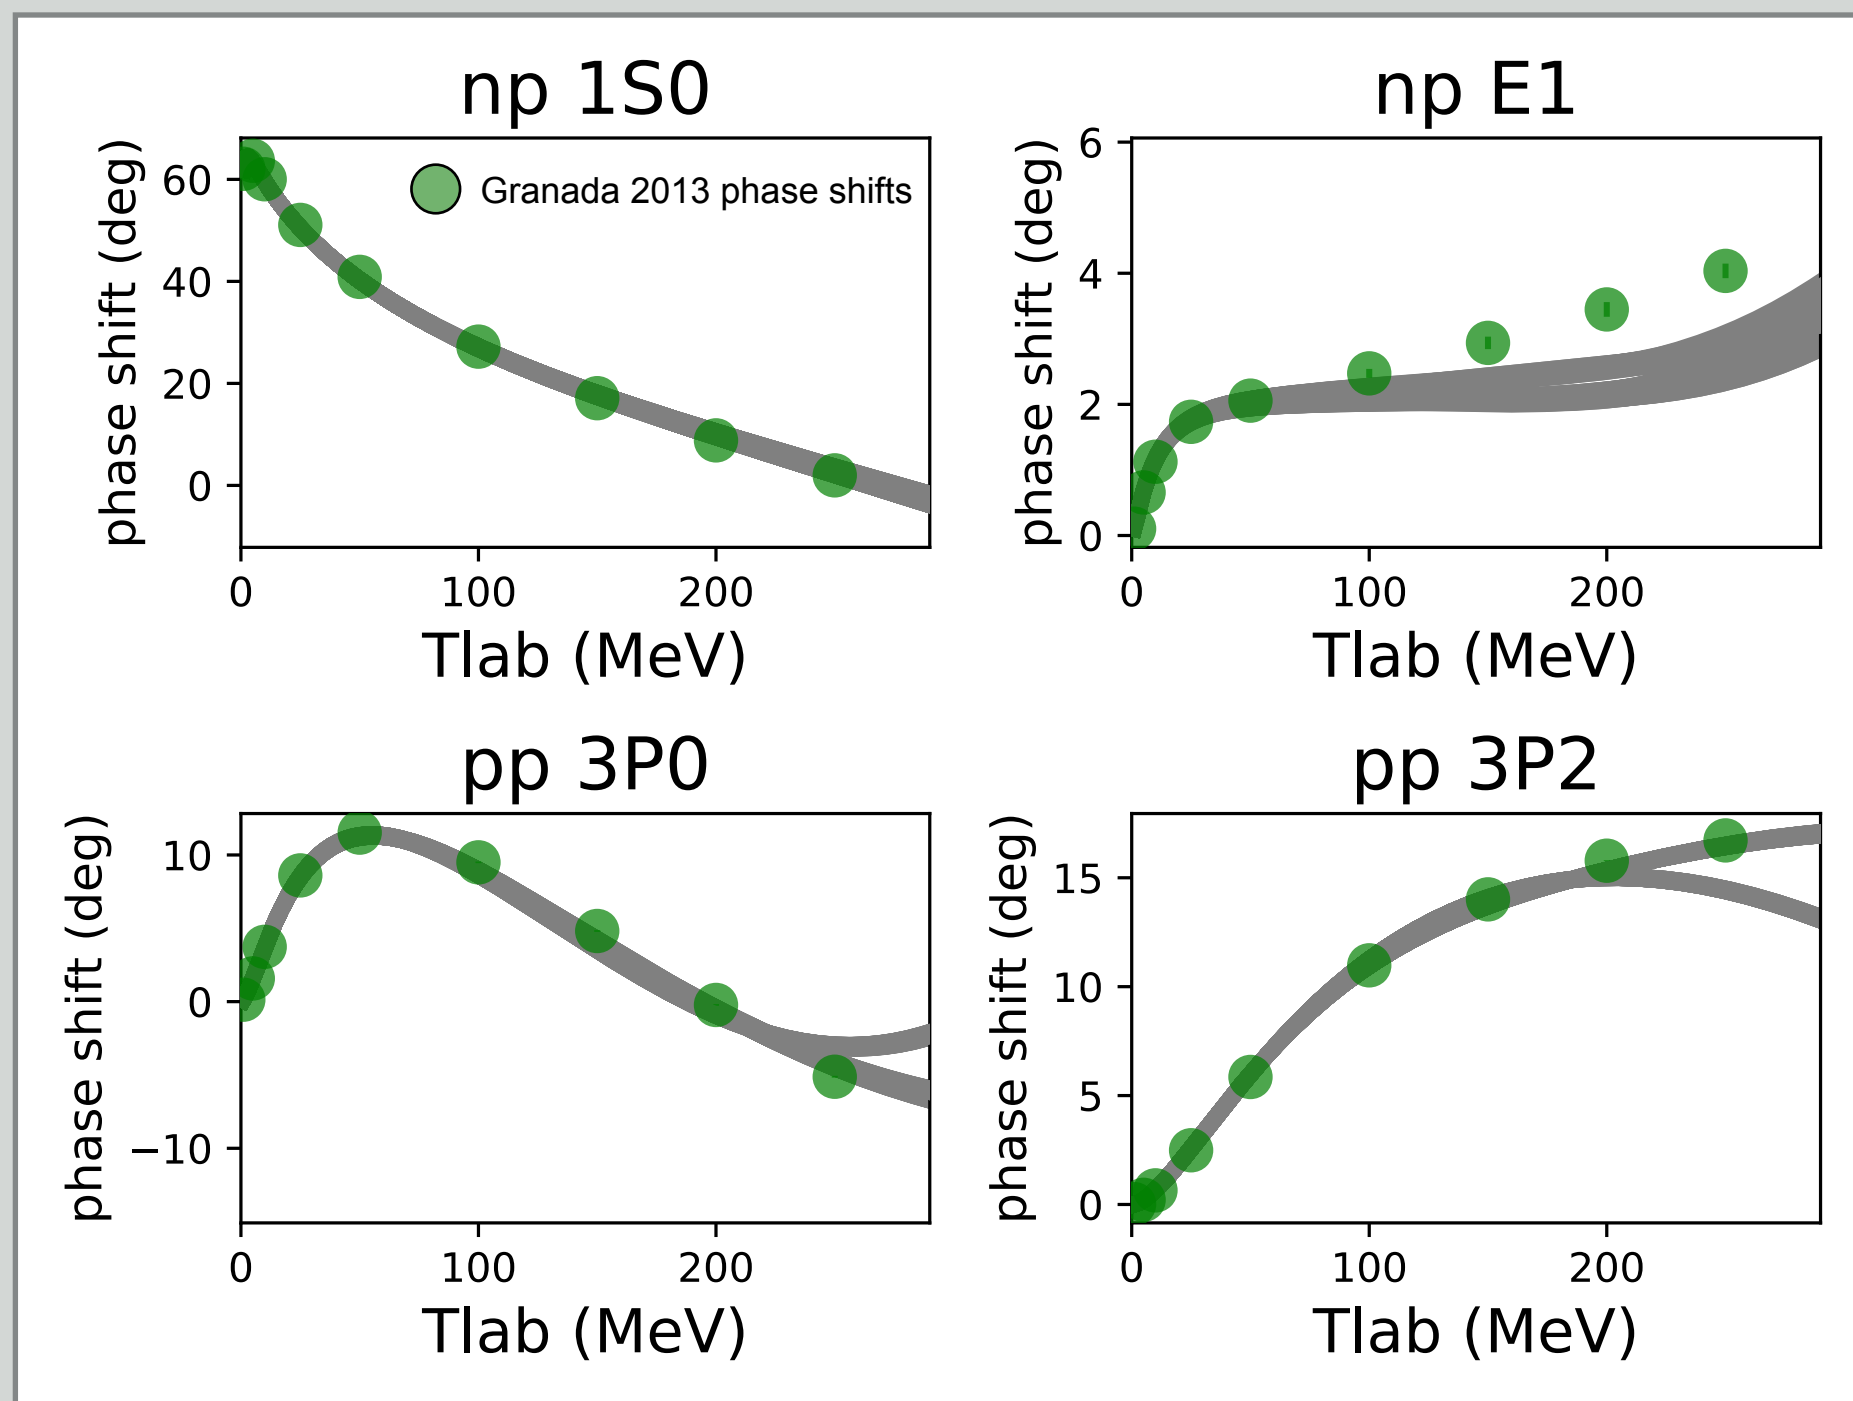 np 1S0
phase shift (deg)
60
40
20
0
Granada 2013 phase shifts
0 100 200
Tlab (MeV)
np E1
phase shift (deg)
6
4
2
0
0 100 200
Tlab (MeV)
pp 3P0
phase shift (deg)
10
0
−10
0 100 200
Tlab (MeV)
pp 3P2
phase shift (deg)
15
10
5
0
0 100 200
Tlab (MeV)